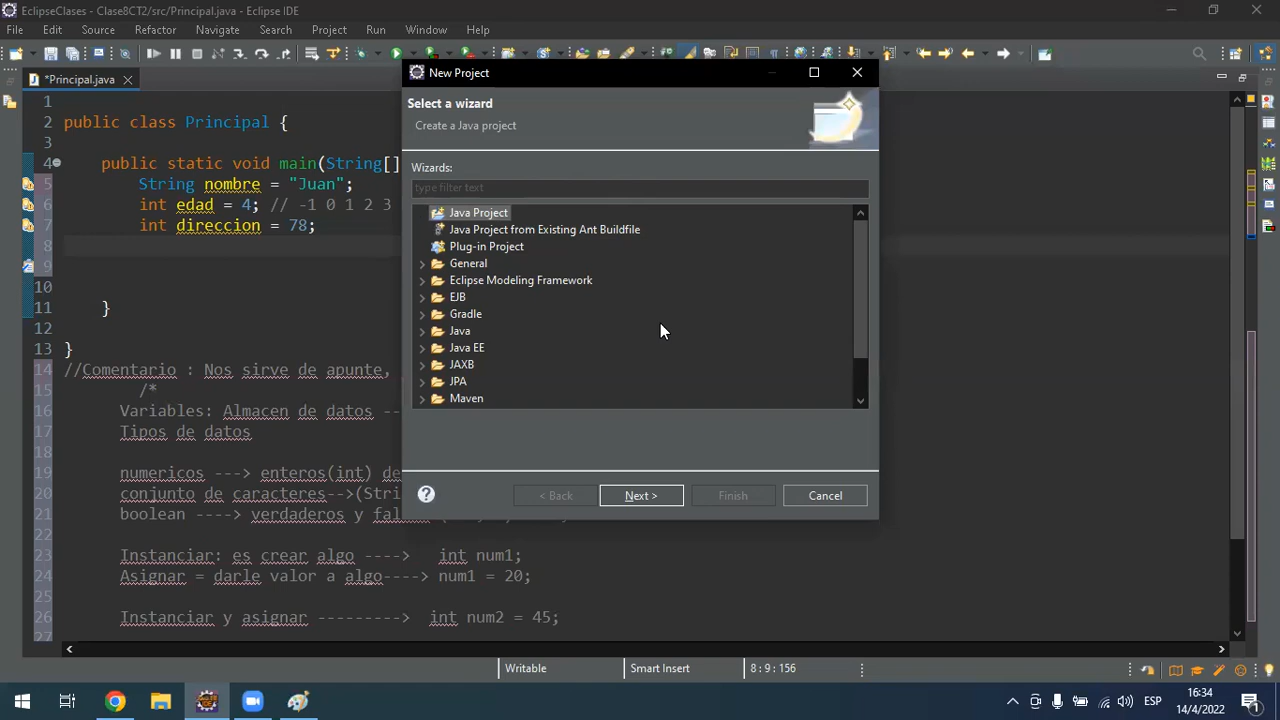 EclipseClases - Clase8CT2/src/Principal.java - Eclipse IDE
File Edit Source Refactor Navigate Search Project Run Window Help
*Principal.java
New Project
Select a wizard
Create a Java project
Wizards:
type filter text
Java Project
Java Project from Existing Ant Buildfile
Plug-in Project
General
Eclipse Modeling Framework
EJB
Gradle
Java
Java EE
JAXB
JPA
Maven
< Back Next > Finish Cancel
1
2 public class Principal {
3
4 public static void main(String[]
5 String nombre = "Juan";
6 int edad = 4; // -1 0 1 2 3
7 int direccion = 78;
8
9
10
11 }
12
13 }
14 //Comentario : Nos sirve de apunte,
15 /*
16 Variables: Almacen de datos --
17 Tipos de datos
18
19 numericos ---> enteros(int) de
20 conjunto de caracteres-->(Stri
21 boolean ----> verdaderos y fal
22
23 Instanciar: es crear algo ----> int num1;
24 Asignar = darle valor a algo----> num1 = 20;
25
26 Instanciar y asignar ---------> int num2 = 45;
27
Writable Smart Insert 8 : 9 : 156
ESP 16:34
14/4/2022